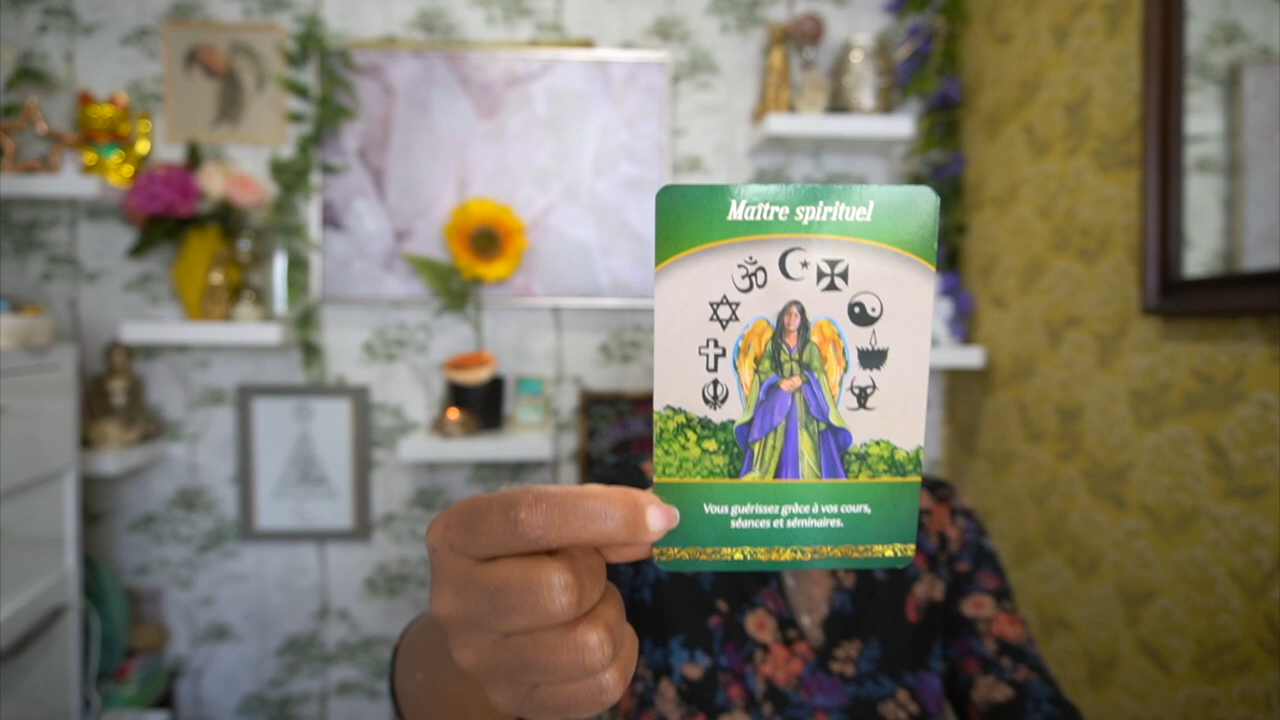 Maître spirituel
Vous guérissez grâce à vos cours,
séances et séminaires.